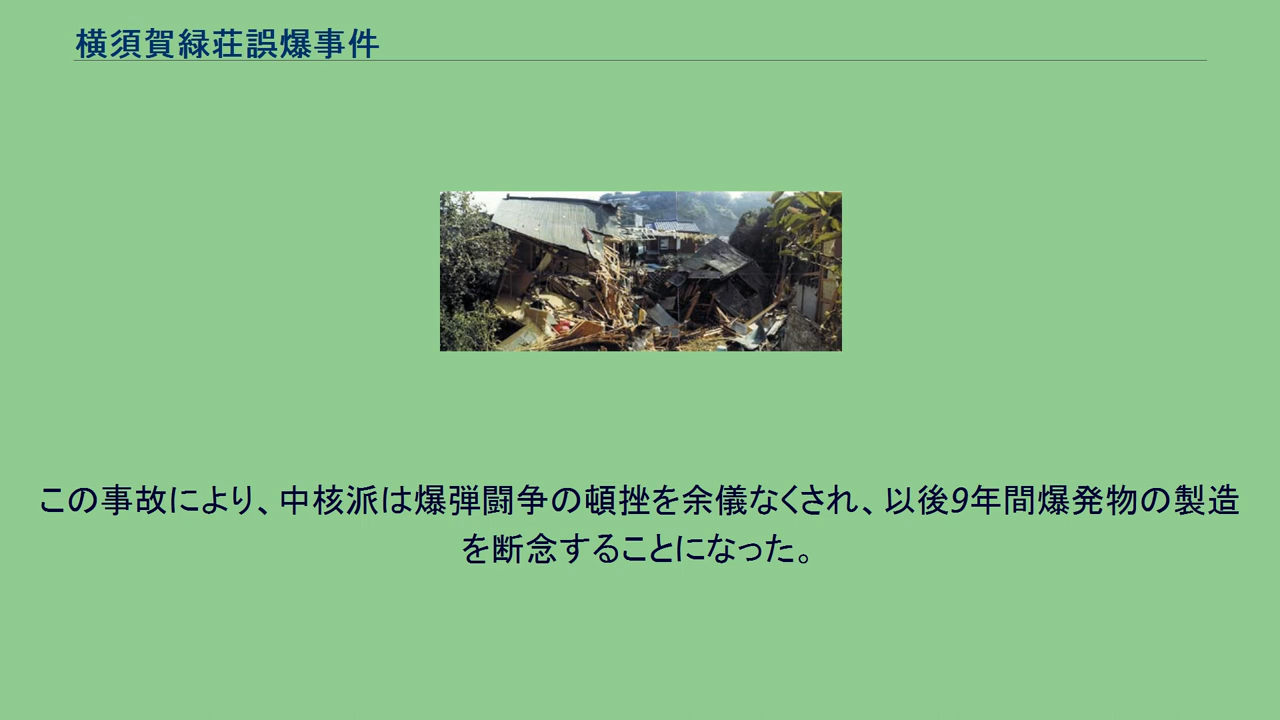 横須賀緑荘誤爆事件
この事故により、中核派は爆弾闘争の頓挫を余儀なくされ、以後9年間爆発物の製造
を断念することになった。